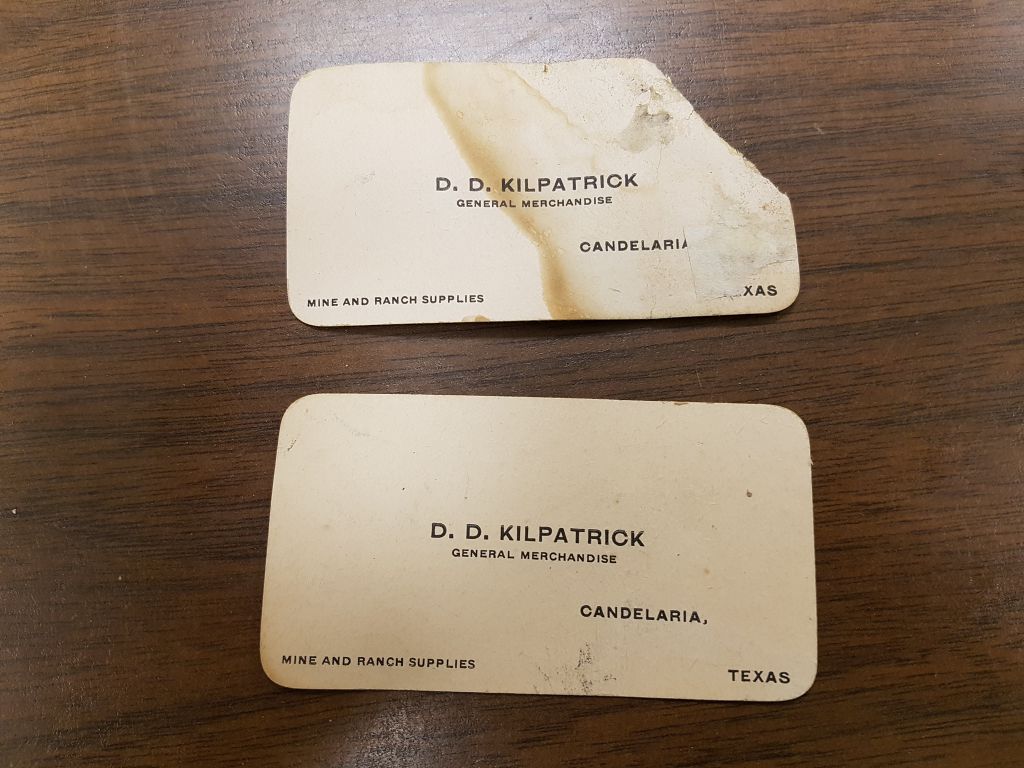 D. D. KILPATRICK
GENERAL MERCHANDISE
CANDELARIA
MINE AND RANCH SUPPLIES
XAS
D. D. KILPATRICK
GENERAL MERCHANDISE
CANDELARIA,
MINE AND RANCH SUPPLIES
TEXAS